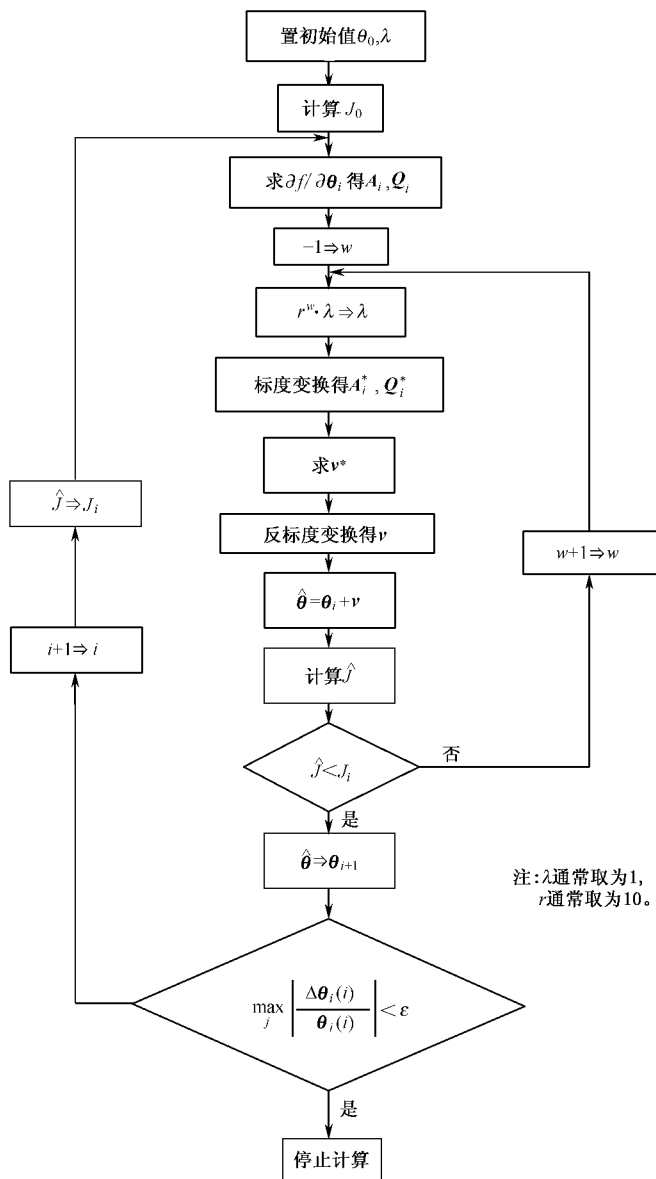 置初始值θ₀,λ
计算 J₀
求∂f/∂θᵢ 得Aᵢ,Qᵢ
−1⇒w
rʷ·λ⇒λ
标度变换得Aᵢ*,Qᵢ*
求v*
反标度变换得v
θ̂=θᵢ+v
计算Ĵ
Ĵ<Jᵢ
否
w+1⇒w
是
θ̂⇒θᵢ₊₁
max_j |Δθᵢ(i)/θᵢ(i)|<ε
是
停止计算
i+1⇒i
Ĵ⇒Jᵢ
注:λ通常取为1,
r通常取为10。